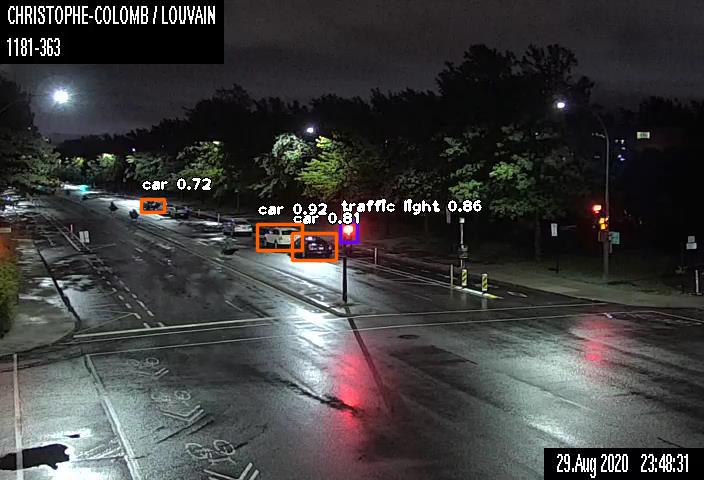 CHRISTOPHE-COLOMB / LOUVAIN
1181-363
car 0.72
car 0.92
traffic light 0.86
car 0.81
29.Aug 2020 23:48:31